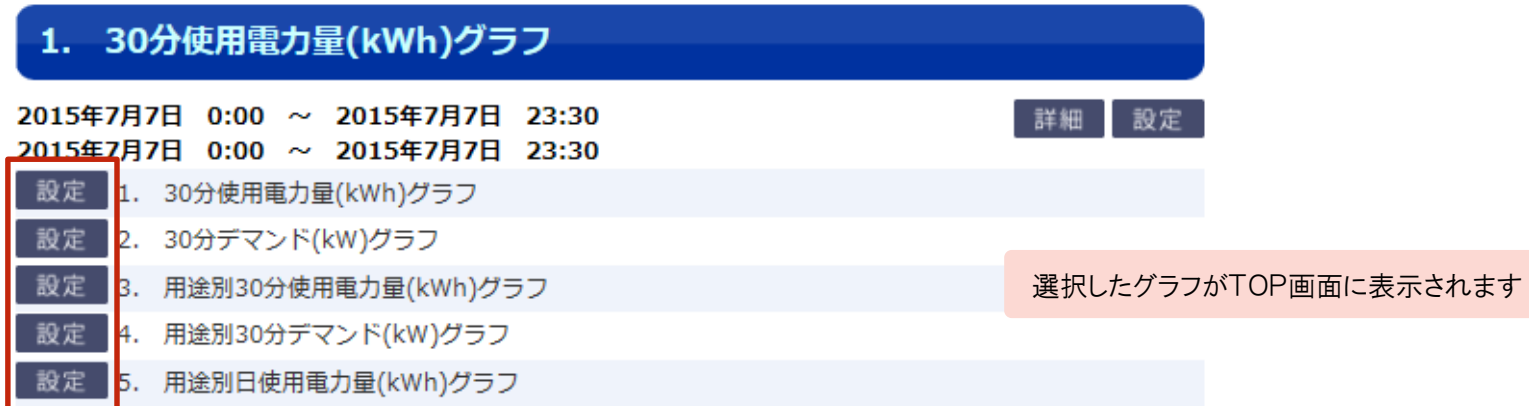 1. 30分使用電力量(kWh)グラフ
2015年7月7日 0:00 ～ 2015年7月7日 23:30
詳細 設定
2015年7月7日 0:00 ～ 2015年7月7日 23:30
設定 1. 30分使用電力量(kWh)グラフ
設定 2. 30分デマンド(kW)グラフ
設定 3. 用途別30分使用電力量(kWh)グラフ
選択したグラフがTOP画面に表示されます
設定 4. 用途別30分デマンド(kW)グラフ
設定 5. 用途別日使用電力量(kWh)グラフ